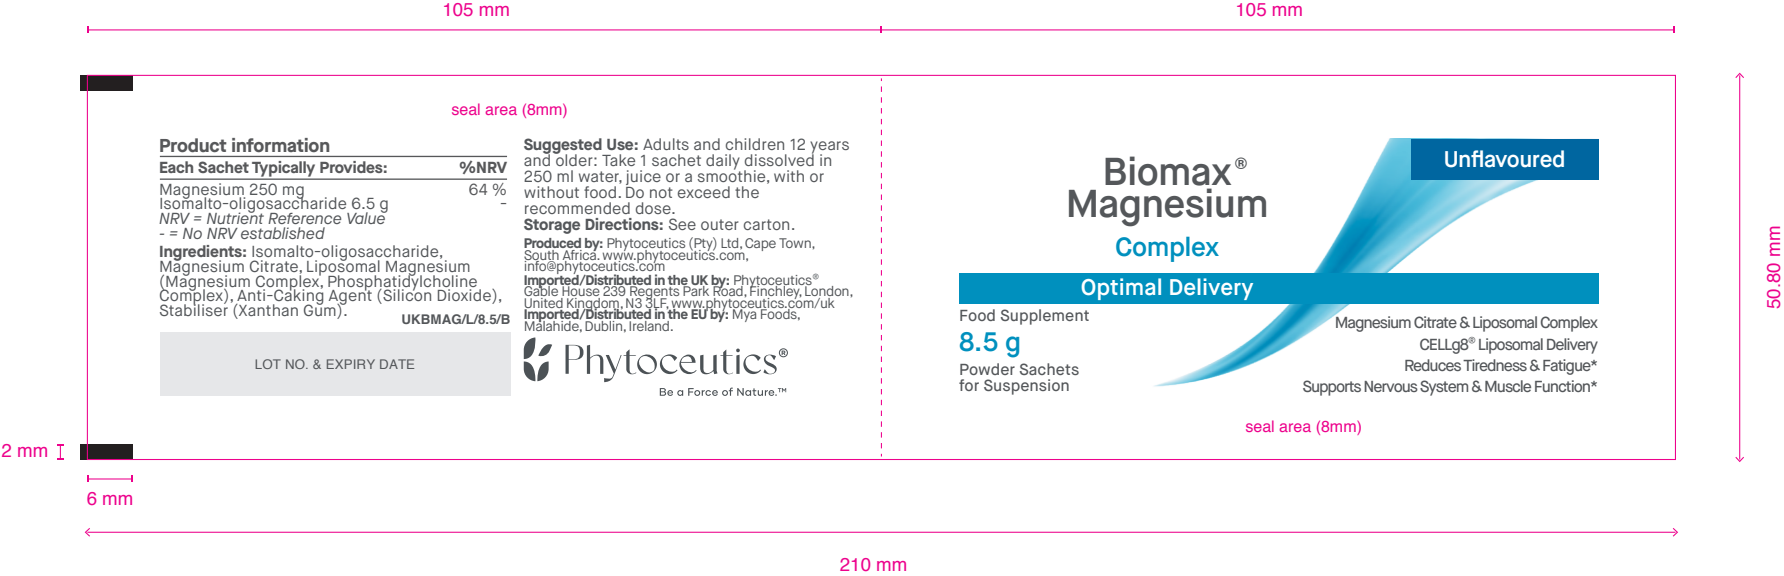 105 mm
105 mm
seal area (8mm)
Product information
Each Sachet Typically Provides: %NRV
Magnesium 250 mg 64 %
Isomalto-oligosaccharide 6.5 g -
NRV = Nutrient Reference Value
- = No NRV established
Ingredients: Isomalto-oligosaccharide,
Magnesium Citrate, Liposomal Magnesium
(Magnesium Complex, Phosphatidylcholine
Complex), Anti-Caking Agent (Silicon Dioxide),
Stabiliser (Xanthan Gum).
UKBMAG/L/8.5/B
LOT NO. & EXPIRY DATE
Suggested Use: Adults and children 12 years
and older: Take 1 sachet daily dissolved in
250 ml water, juice or a smoothie, with or
without food. Do not exceed the
recommended dose.
Storage Directions: See outer carton.
Produced by: Phytoceutics (Pty) Ltd, Cape Town,
South Africa. www.phytoceutics.com,
info@phytoceutics.com
Imported/Distributed in the UK by: Phytoceutics®
Gable House 239 Regents Park Road, Finchley, London,
United Kingdom, N3 3LF, www.phytoceutics.com/uk
Imported/Distributed in the EU by: Mya Foods,
Malahide, Dublin, Ireland.
Phytoceutics®
Be a Force of Nature.™
Unflavoured
Biomax®
Magnesium
Complex
Optimal Delivery
Food Supplement
8.5 g
Powder Sachets
for Suspension
Magnesium Citrate & Liposomal Complex
CELLg8® Liposomal Delivery
Reduces Tiredness & Fatigue*
Supports Nervous System & Muscle Function*
seal area (8mm)
50.80 mm
2 mm
6 mm
210 mm